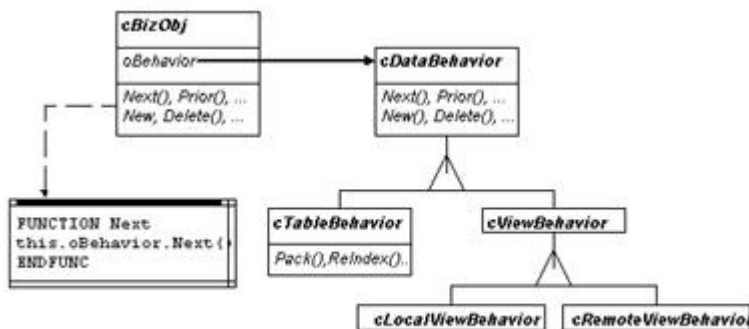 cBizObj
oBehavior
Next(), Prior(), ...
New, Delete(), ...
cDataBehavior
Next(), Prior(), ...
New(), Delete(), ...
FUNCTION Next
this.oBehavior.Next(
ENDFUNC
cTableBehavior
Pack(),ReIndex()..
cViewBehavior
cLocalViewBehavior
cRemoteViewBehavior